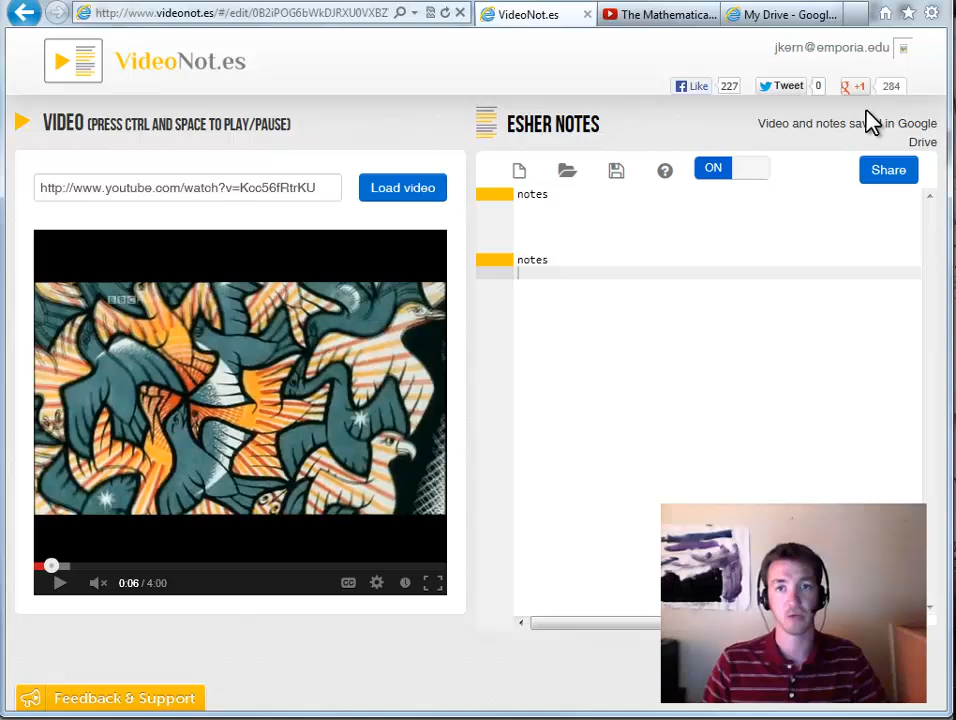 http://www.videonot.es/#/edit/0B2iPOG6bWkDJRXU0VXBZ
VideoNot.es
The Mathematica...
My Drive - Googl...
VideoNot.es
jkern@emporia.edu
Like 227 Tweet 0 +1 284
VIDEO (PRESS CTRL AND SPACE TO PLAY/PAUSE)
ESHER NOTES
Video and notes saved in Google
Drive
http://www.youtube.com/watch?v=Kcc56fRtrKU
Load video
ON
Share
notes
notes
BBC
0:06 / 4:00
CC
Feedback & Support